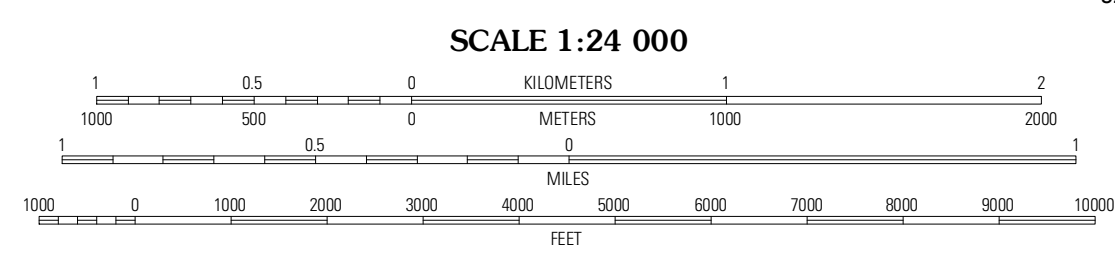 SCALE 1:24 000
1 0.5 0 KILOMETERS 1 2
1000 500 0 METERS 1000 2000
1 0.5 0 1
MILES
1000 0 1000 2000 3000 4000 5000 6000 7000 8000 9000 10000
FEET